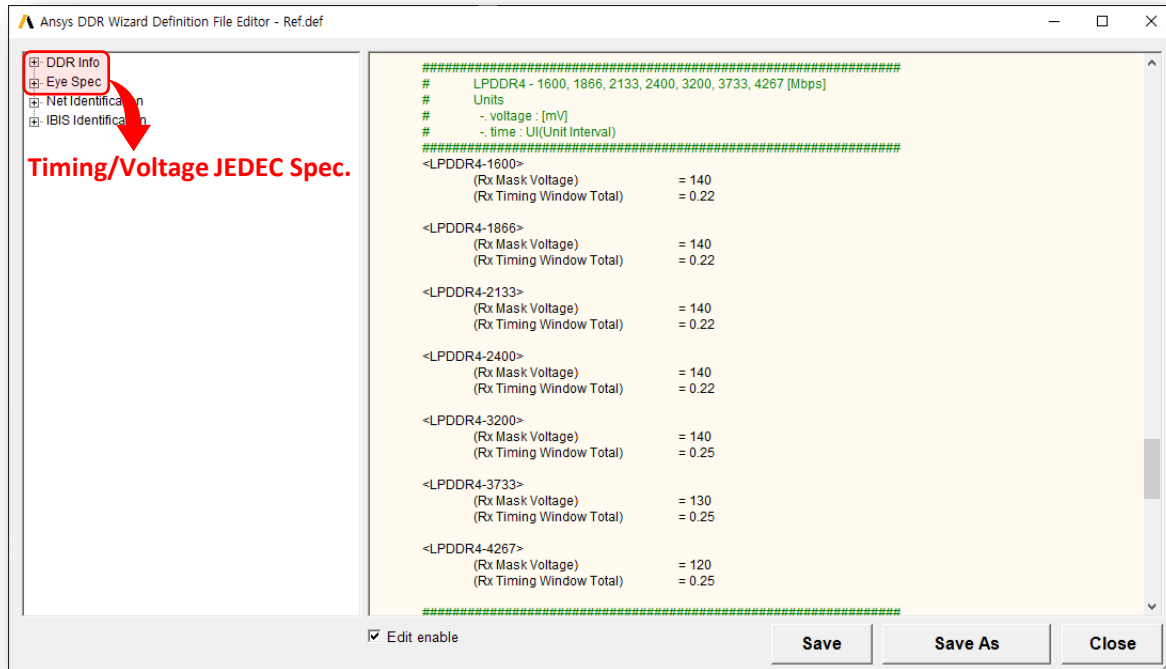 Ansys DDR Wizard Definition File Editor - Ref.def
DDR Info
Eye Spec
Net Identification
IBIS Identification
Timing/Voltage JEDEC Spec.
################################################################
# LPDDR4 - 1600, 1866, 2133, 2400, 3200, 3733, 4267 [Mbps]
# Units
# -. voltage : [mV]
# -. time : UI(Unit Interval)
################################################################
<LPDDR4-1600>
(Rx Mask Voltage) = 140
(Rx Timing Window Total) = 0.22
<LPDDR4-1866>
(Rx Mask Voltage) = 140
(Rx Timing Window Total) = 0.22
<LPDDR4-2133>
(Rx Mask Voltage) = 140
(Rx Timing Window Total) = 0.22
<LPDDR4-2400>
(Rx Mask Voltage) = 140
(Rx Timing Window Total) = 0.22
<LPDDR4-3200>
(Rx Mask Voltage) = 140
(Rx Timing Window Total) = 0.25
<LPDDR4-3733>
(Rx Mask Voltage) = 130
(Rx Timing Window Total) = 0.25
<LPDDR4-4267>
(Rx Mask Voltage) = 120
(Rx Timing Window Total) = 0.25
################################################################
Edit enable
Save
Save As
Close